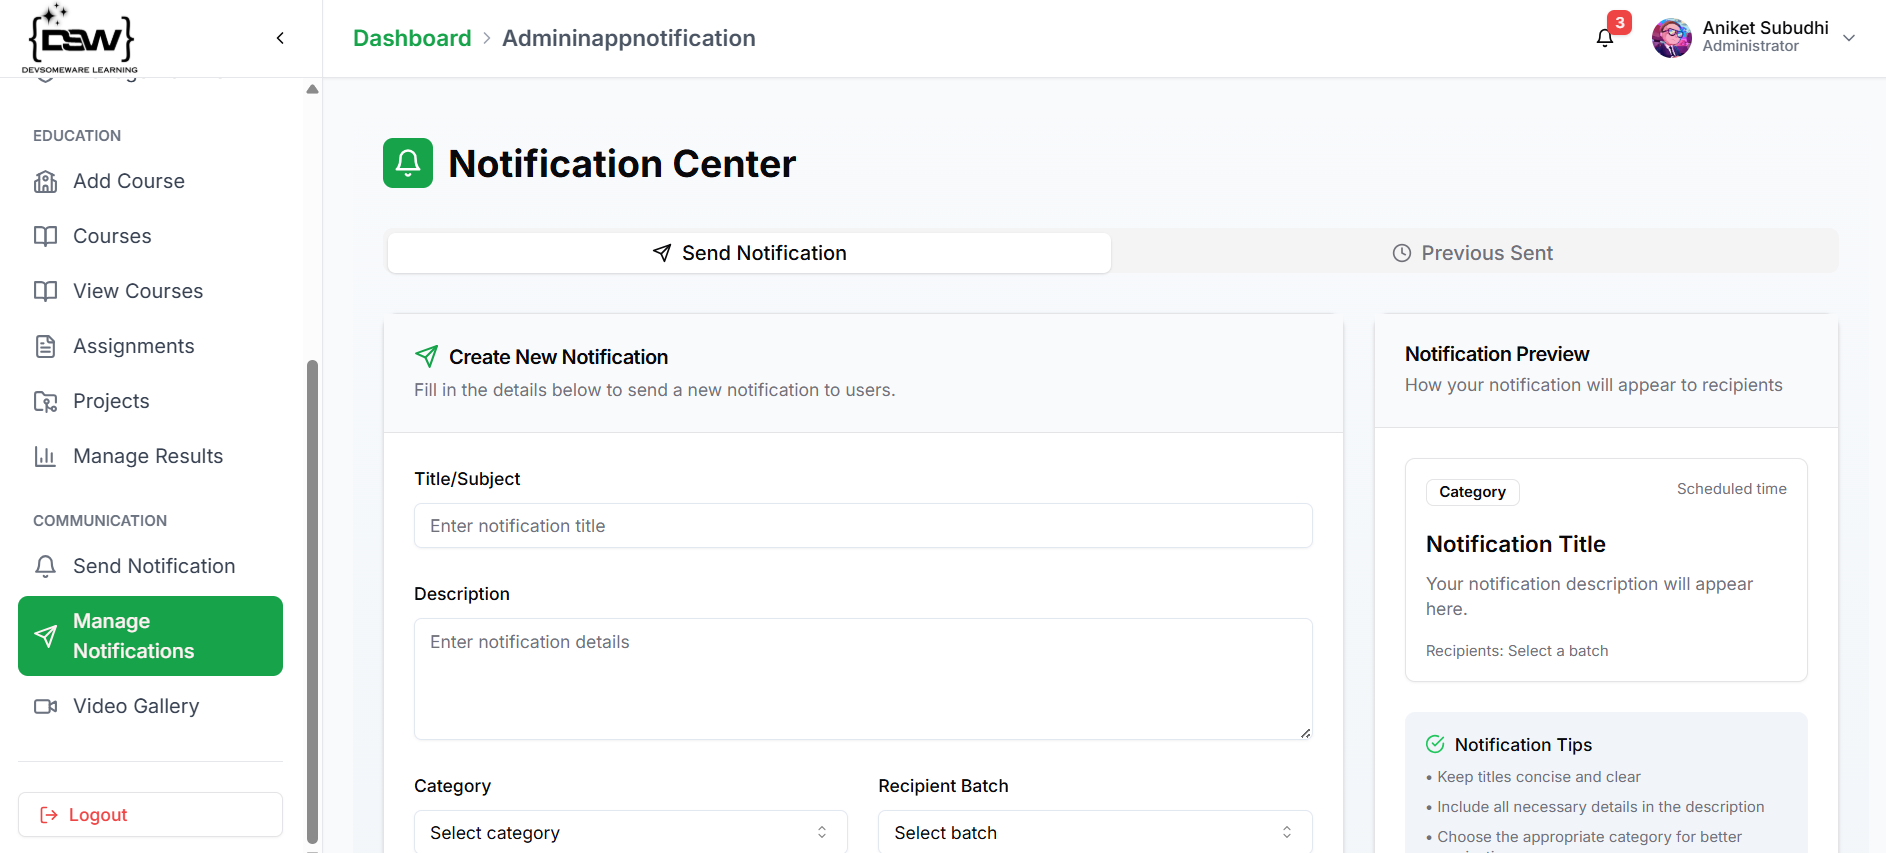 DSW
DEVSOMEWARE LEARNING
Dashboard > Admininappnotification
3
Aniket Subudhi
Administrator
EDUCATION
Add Course
Courses
View Courses
Assignments
Projects
Manage Results
COMMUNICATION
Send Notification
Manage
Notifications
Video Gallery
Logout
Notification Center
Send Notification
Previous Sent
Create New Notification
Fill in the details below to send a new notification to users.
Title/Subject
Enter notification title
Description
Enter notification details
Category
Select category
Recipient Batch
Select batch
Notification Preview
How your notification will appear to recipients
Category
Scheduled time
Notification Title
Your notification description will appear
here.
Recipients: Select a batch
Notification Tips
• Keep titles concise and clear
• Include all necessary details in the description
• Choose the appropriate category for better